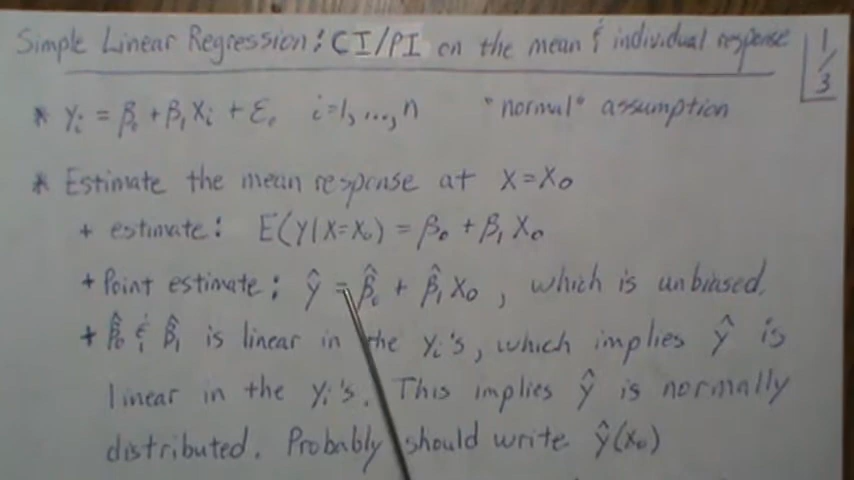 Simple Linear Regression: CI/PI on the mean & individual response
1/3
* Yi = β₀ + β₁Xi + εi i=1,...,n "normal" assumption
* Estimate the mean response at X=X₀
+ estimate: E(Y|X=X₀) = β₀ + β₁X₀
+ Point estimate: ŷ = β̂₀ + β̂₁X₀, which is unbiased.
+ β̂₀ & β̂₁ is linear in the Yi's, which implies ŷ is
linear in the Yi's. This implies ŷ is normally
distributed. Probably should write ŷ(X₀)